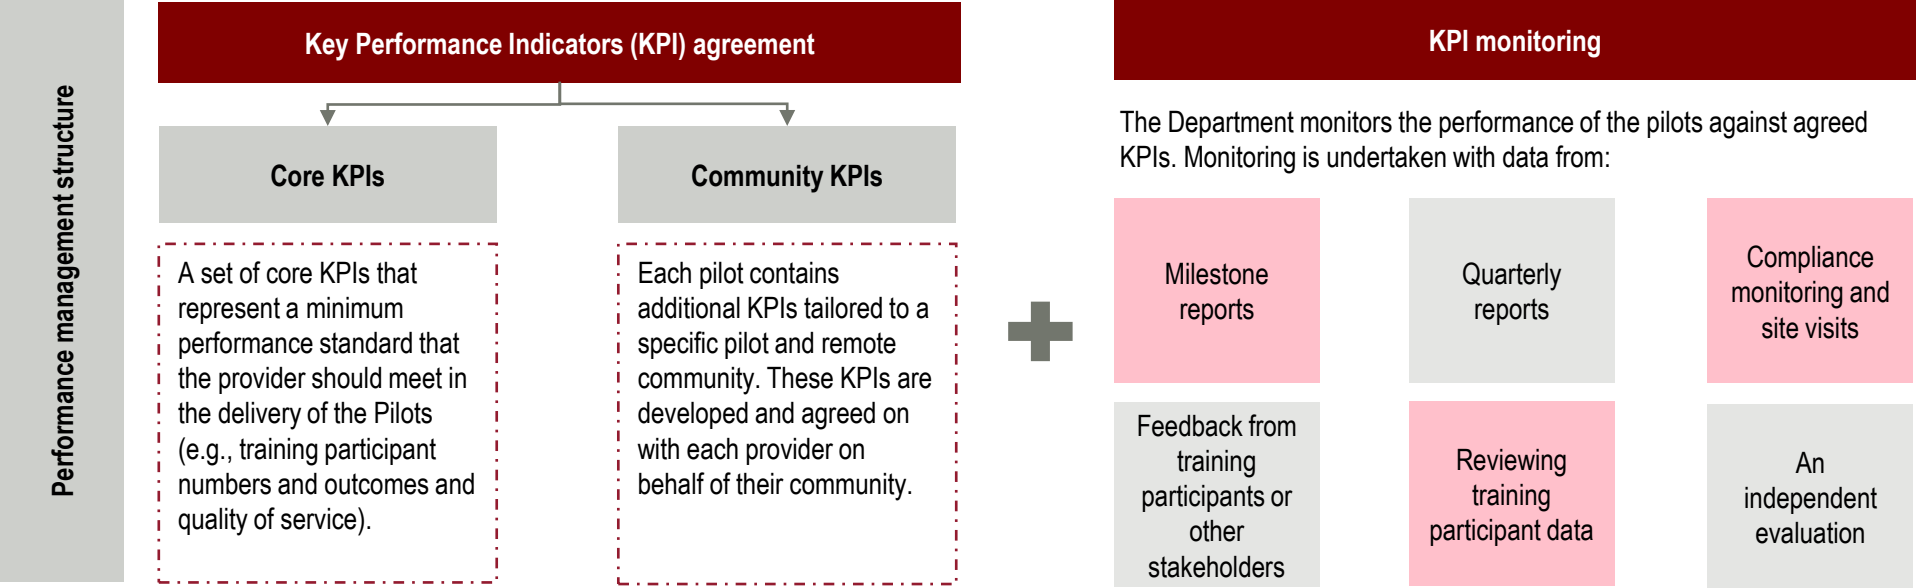 Performance management structure
Key Performance Indicators (KPI) agreement
Core KPIs
A set of core KPIs that
represent a minimum
performance standard that
the provider should meet in
the delivery of the Pilots
(e.g., training participant
numbers and outcomes and
quality of service).
Community KPIs
Each pilot contains
additional KPIs tailored to a
specific pilot and remote
community. These KPIs are
developed and agreed on
with each provider on
behalf of their community.
KPI monitoring
The Department monitors the performance of the pilots against agreed
KPIs. Monitoring is undertaken with data from:
Milestone
reports
Quarterly
reports
Compliance
monitoring and
site visits
Feedback from
training
participants or
other
stakeholders
Reviewing
training
participant data
An
independent
evaluation